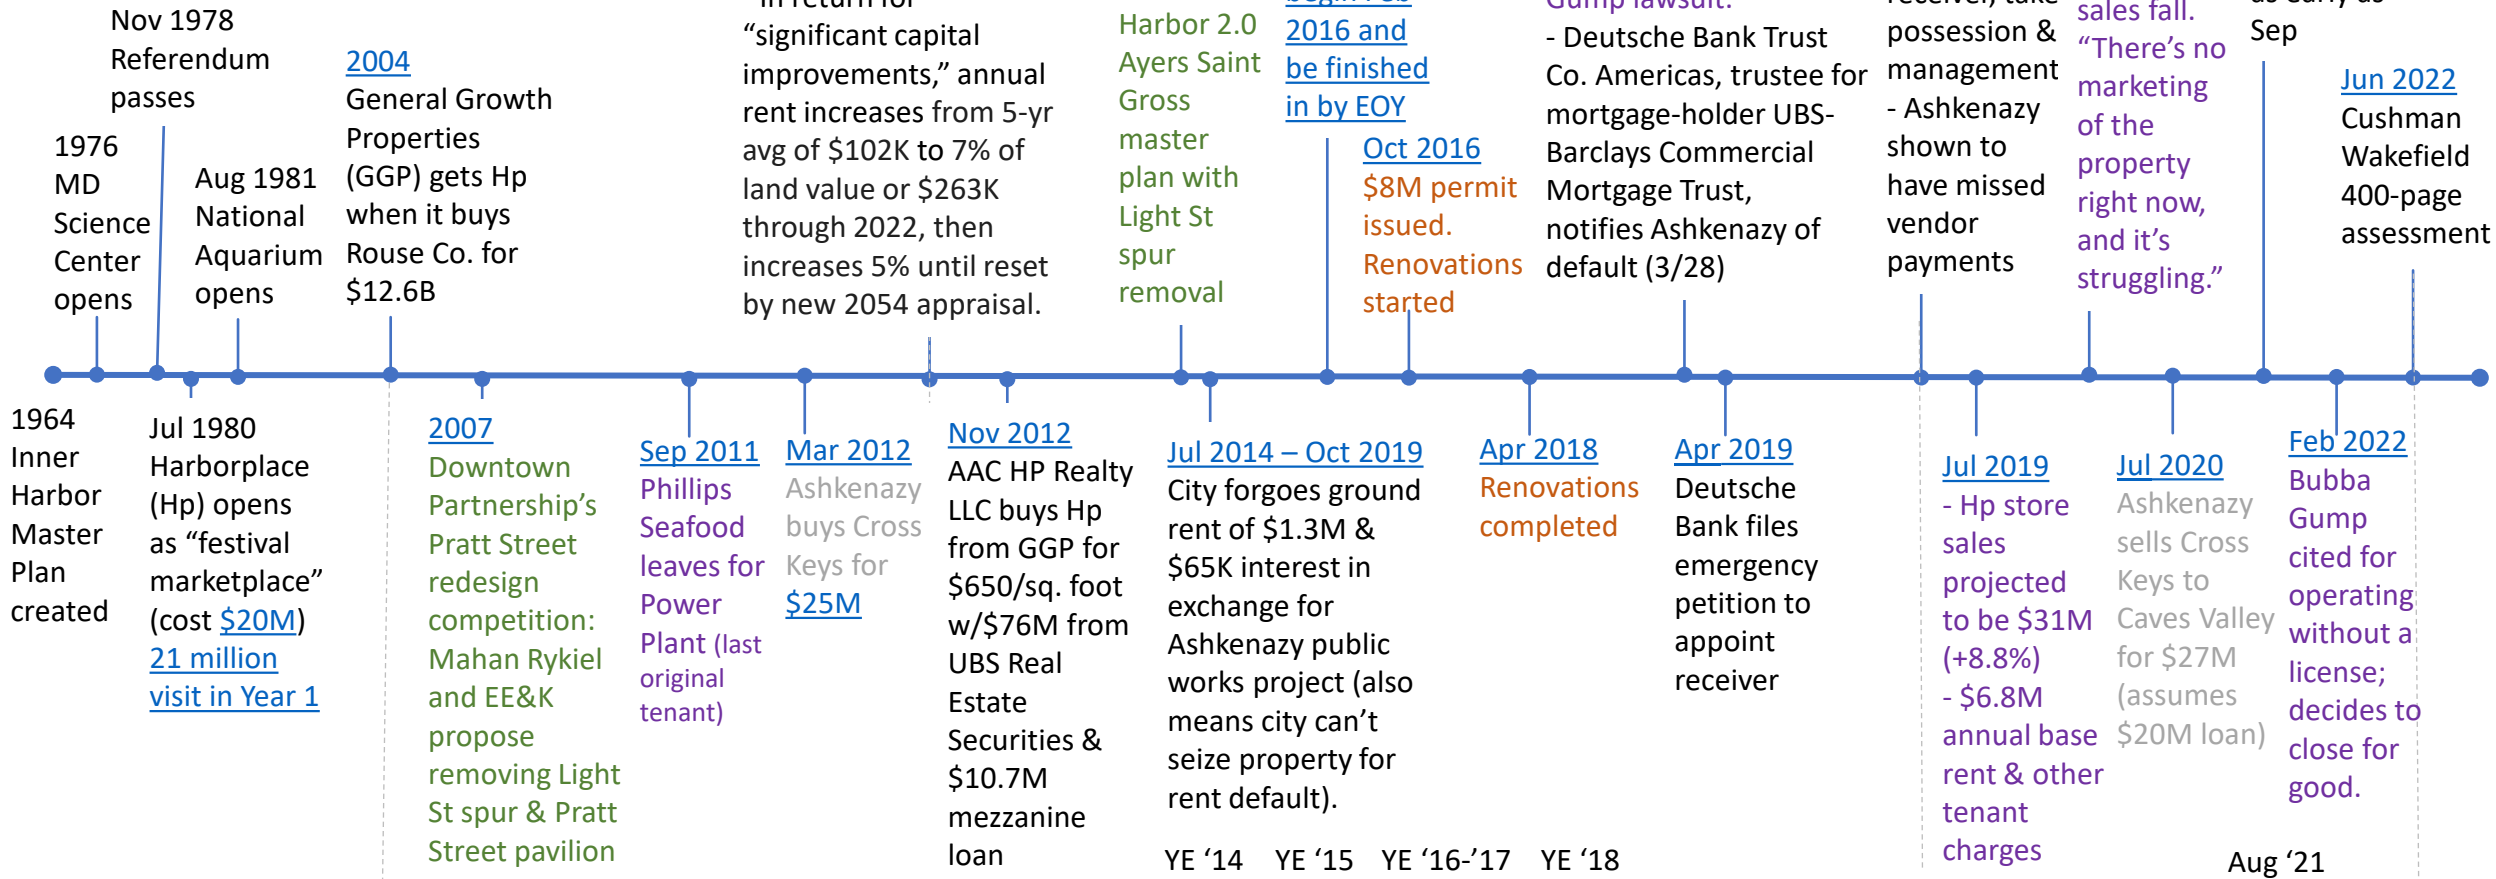 Nov 1978
Referendum
passes
1976
MD
Science
Center
opens
Aug 1981
National
Aquarium
opens
2004
General Growth
Properties
(GGP) gets Hp
when it buys
Rouse Co. for
$12.6B
In return for
“significant capital
improvements,” annual
rent increases from 5-yr
avg of $102K to 7% of
land value or $263K
through 2022, then
increases 5% until reset
by new 2054 appraisal.
Harbor 2.0
Ayers Saint
Gross
master
plan with
Light St
spur
removal
begin Feb
2016 and
be finished
in by EOY
Oct 2016
$8M permit
issued.
Renovations
started
Gump lawsuit.
- Deutsche Bank Trust
Co. Americas, trustee for
mortgage-holder UBS-
Barclays Commercial
Mortgage Trust,
notifies Ashkenazy of
default (3/28)
receiver, take
possession &
management
- Ashkenazy
shown to
have missed
vendor
payments
sales fall.
“There’s no
marketing
of the
property
right now,
and it’s
struggling.”
as early as
Sep
Jun 2022
Cushman
Wakefield
400-page
assessment
1964
Inner
Harbor
Master
Plan
created
Jul 1980
Harborplace
(Hp) opens
as “festival
marketplace”
(cost $20M)
21 million
visit in Year 1
2007
Downtown
Partnership’s
Pratt Street
redesign
competition:
Mahan Rykiel
and EE&K
propose
removing Light
St spur & Pratt
Street pavilion
Sep 2011
Phillips
Seafood
leaves for
Power
Plant (last
original
tenant)
Mar 2012
Ashkenazy
buys Cross
Keys for
$25M
Nov 2012
AAC HP Realty
LLC buys Hp
from GGP for
$650/sq. foot
w/$76M from
UBS Real
Estate
Securities &
$10.7M
mezzanine
loan
Jul 2014 – Oct 2019
City forgoes ground
rent of $1.3M &
$65K interest in
exchange for
Ashkenazy public
works project (also
means city can’t
seize property for
rent default).
Apr 2018
Renovations
completed
Apr 2019
Deutsche
Bank files
emergency
petition to
appoint
receiver
Jul 2019
- Hp store
sales
projected
to be $31M
(+8.8%)
- $6.8M
annual base
rent & other
tenant
charges
Jul 2020
Ashkenazy
sells Cross
Keys to
Caves Valley
for $27M
(assumes
$20M loan)
Feb 2022
Bubba
Gump
cited for
operating
without a
license;
decides to
close for
good.
YE ‘14 YE ‘15 YE ‘16-’17 YE ‘18
Aug ‘21